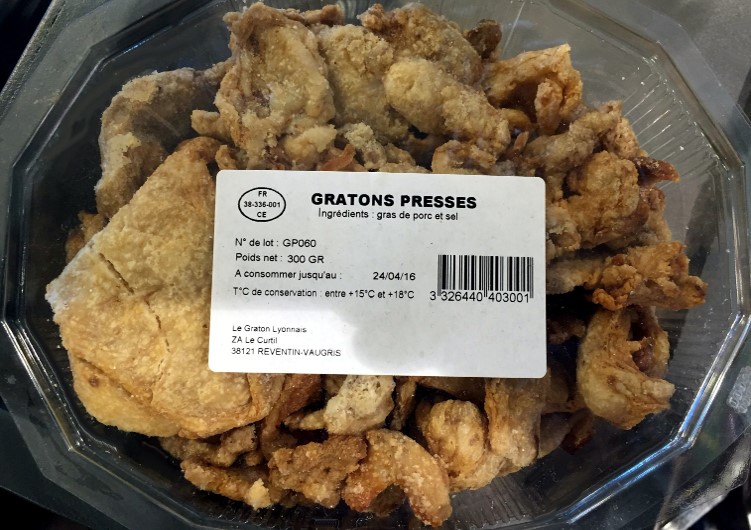 FR
38-336-001
CE
GRATONS PRESSES
Ingrédients : gras de porc et sel
N° de lot : GP060
Poids net : 300 GR
A consommer jusqu'au : 24/04/16
T°C de conservation : entre +15°C et +18°C
3 326440 403001
Le Graton Lyonnais
ZA Le Curtil
38121 REVENTIN-VAUGRIS